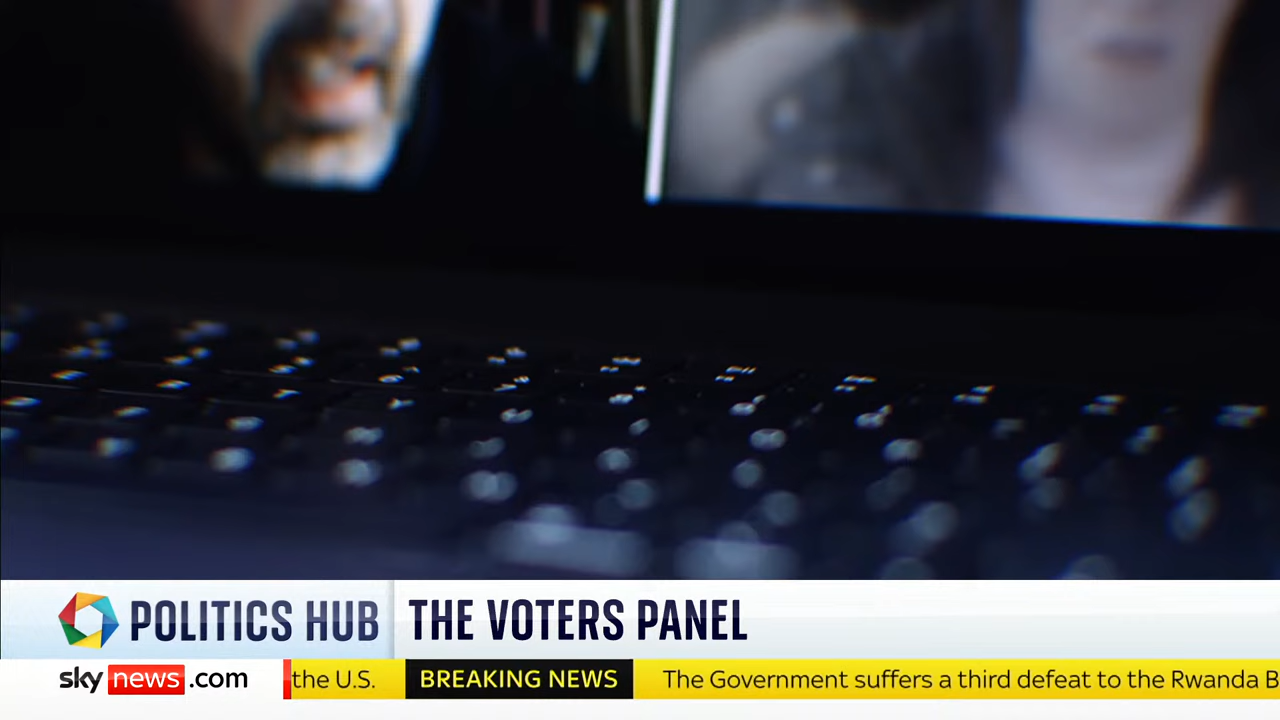 POLITICS HUB
THE VOTERS PANEL
sky news .com
the U.S.
BREAKING NEWS
The Government suffers a third defeat to the Rwanda B